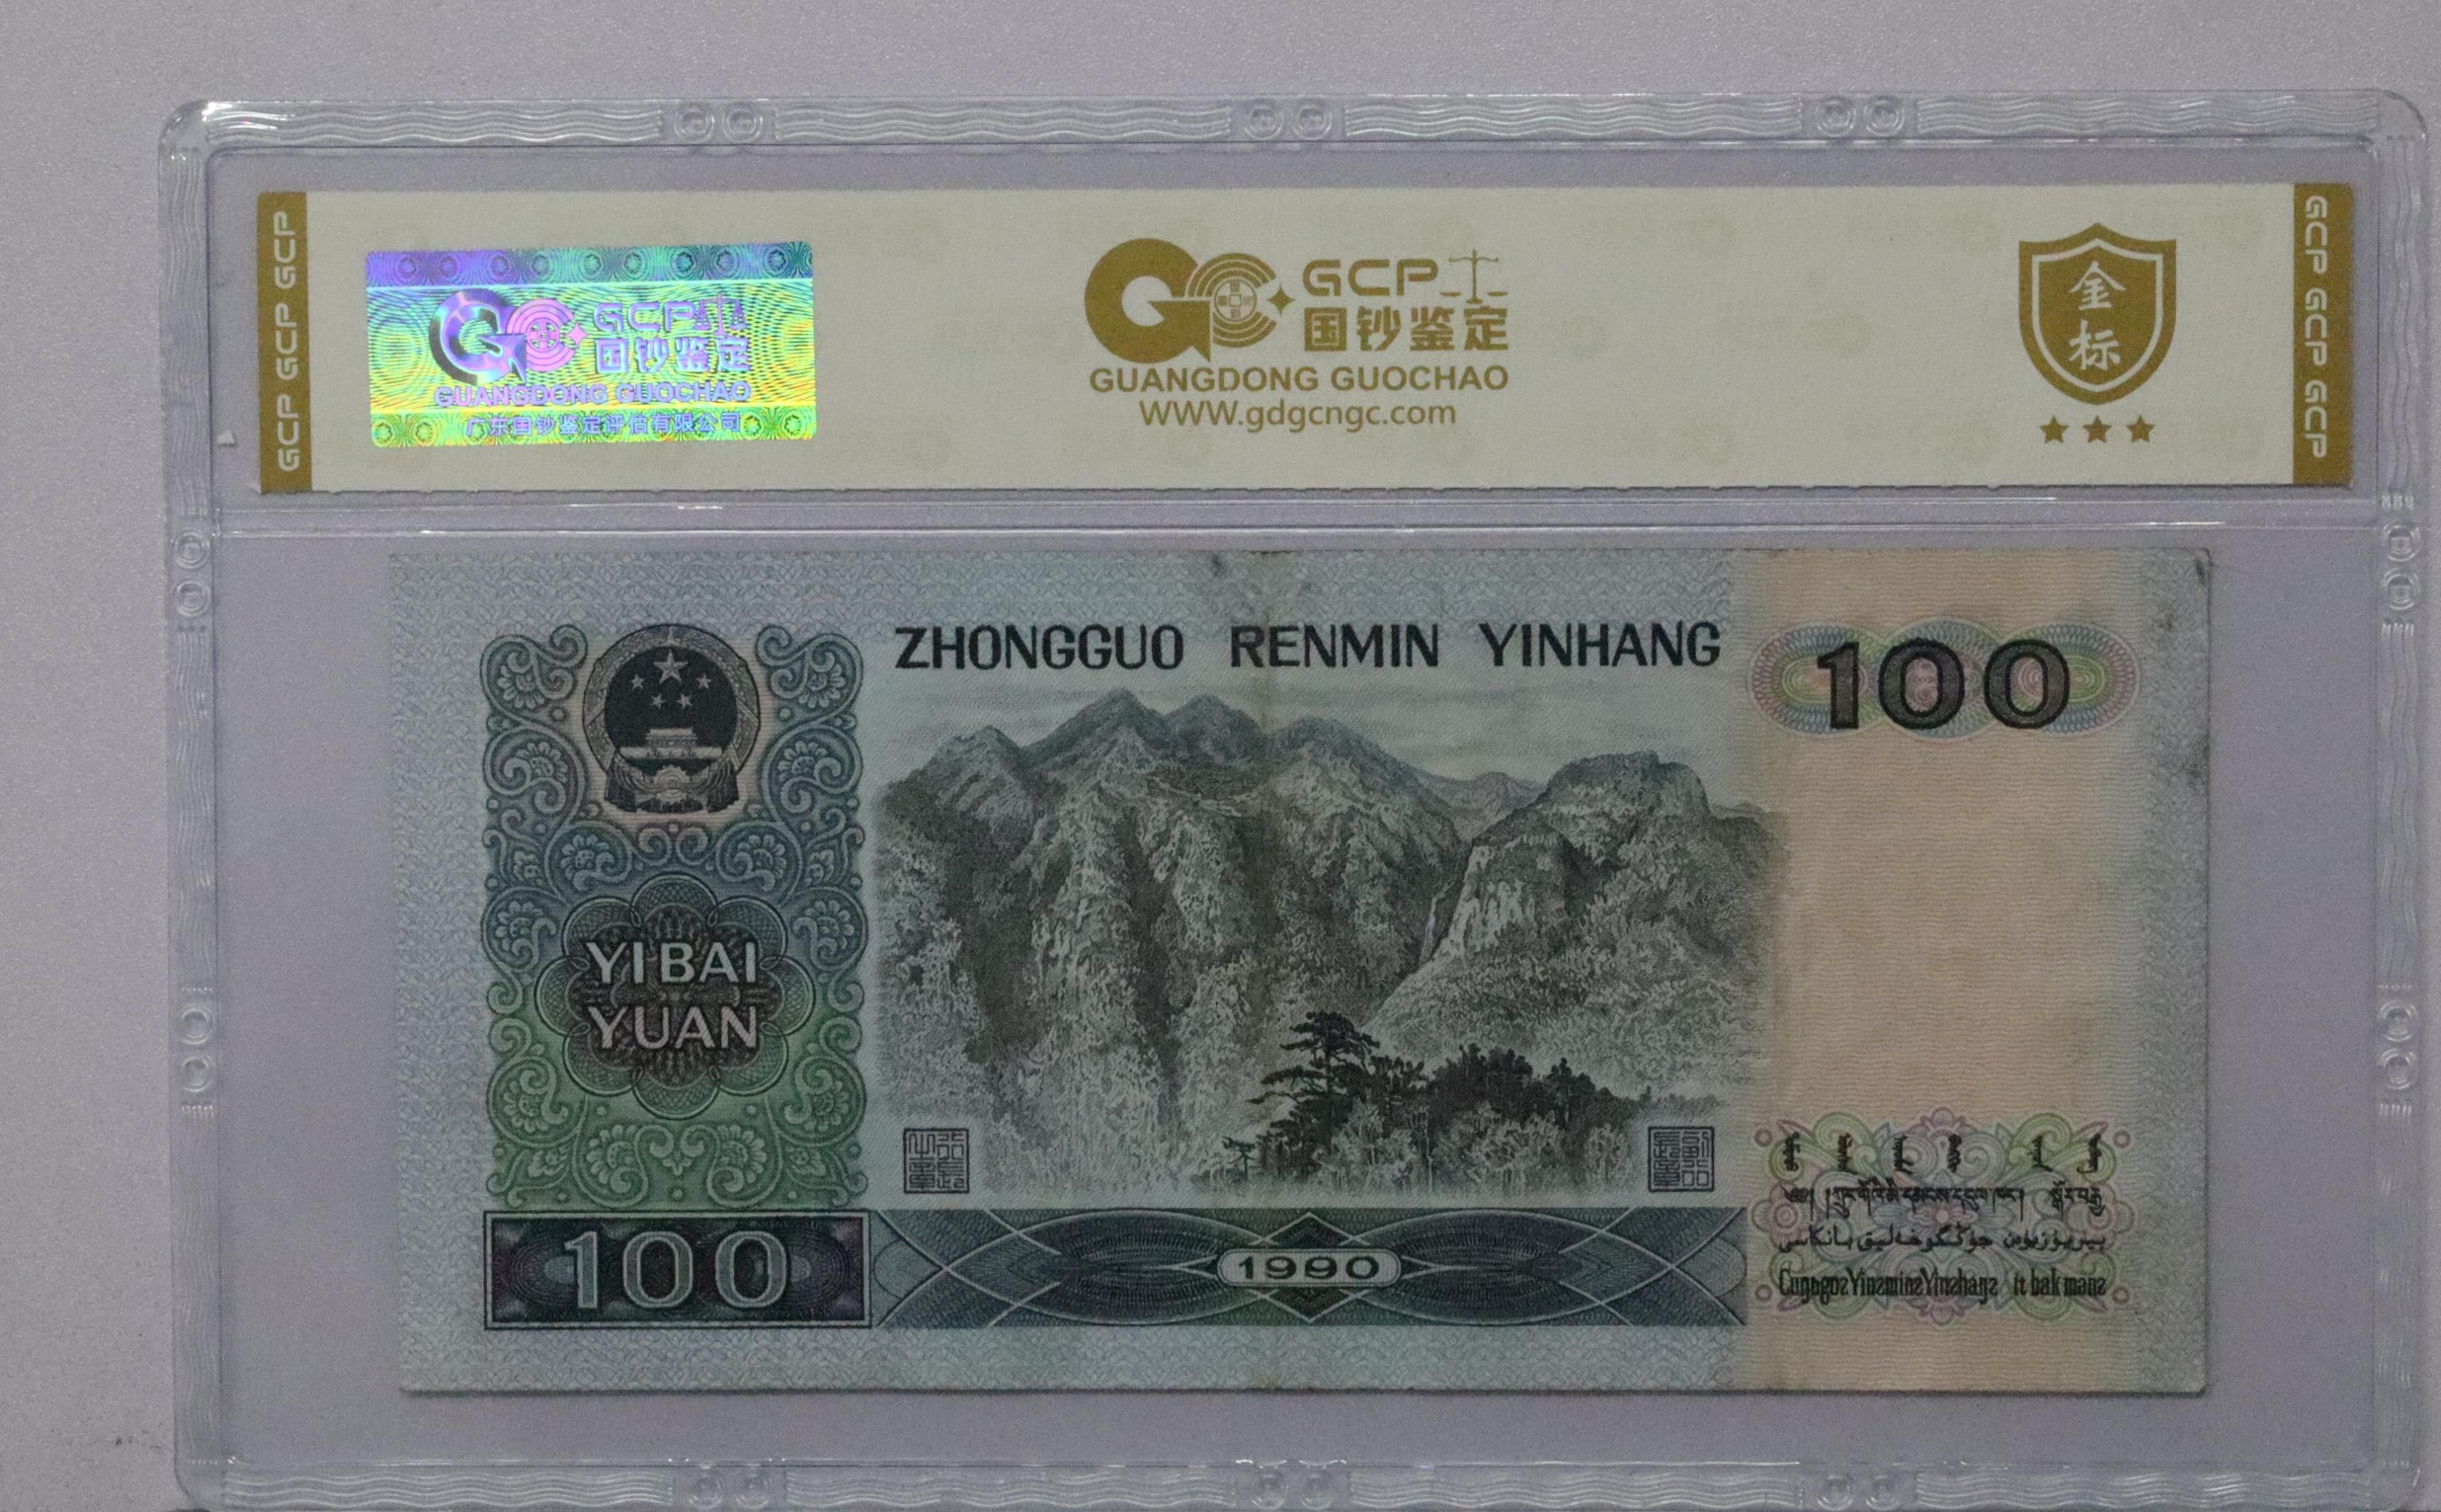 GCP GCP GCP
GCP
国钞鉴定
GUANGDONG GUOCHAO
广东国钞鉴定评估有限公司
GCP
国钞鉴定
GUANGDONG GUOCHAO
WWW.gdgcngc.com
金
标
GCP GCP GCP
ZHONGGUO RENMIN YINHANG
100
YI BAI
YUAN
100
1990